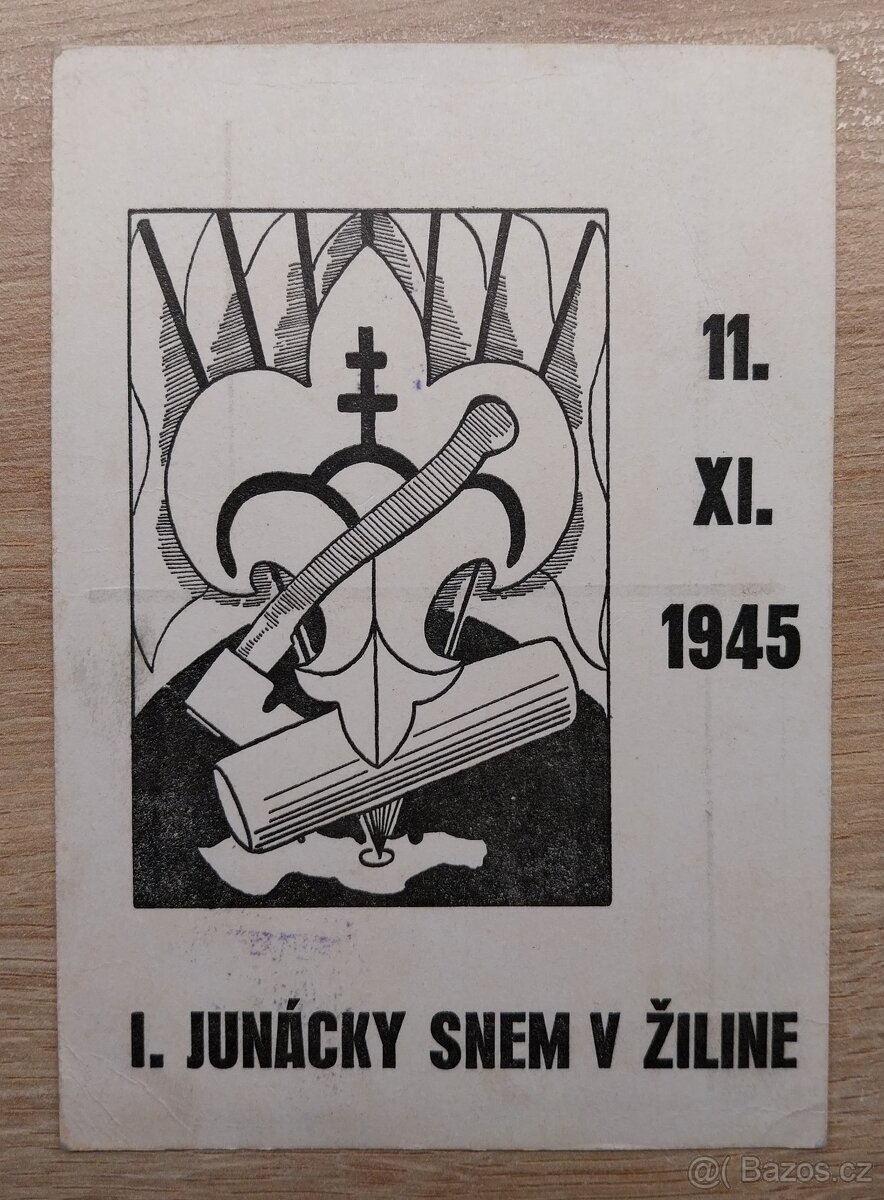 11.
XI.
1945
I. JUNÁCKY SNEM V ŽILINE
@( Bazos.cz